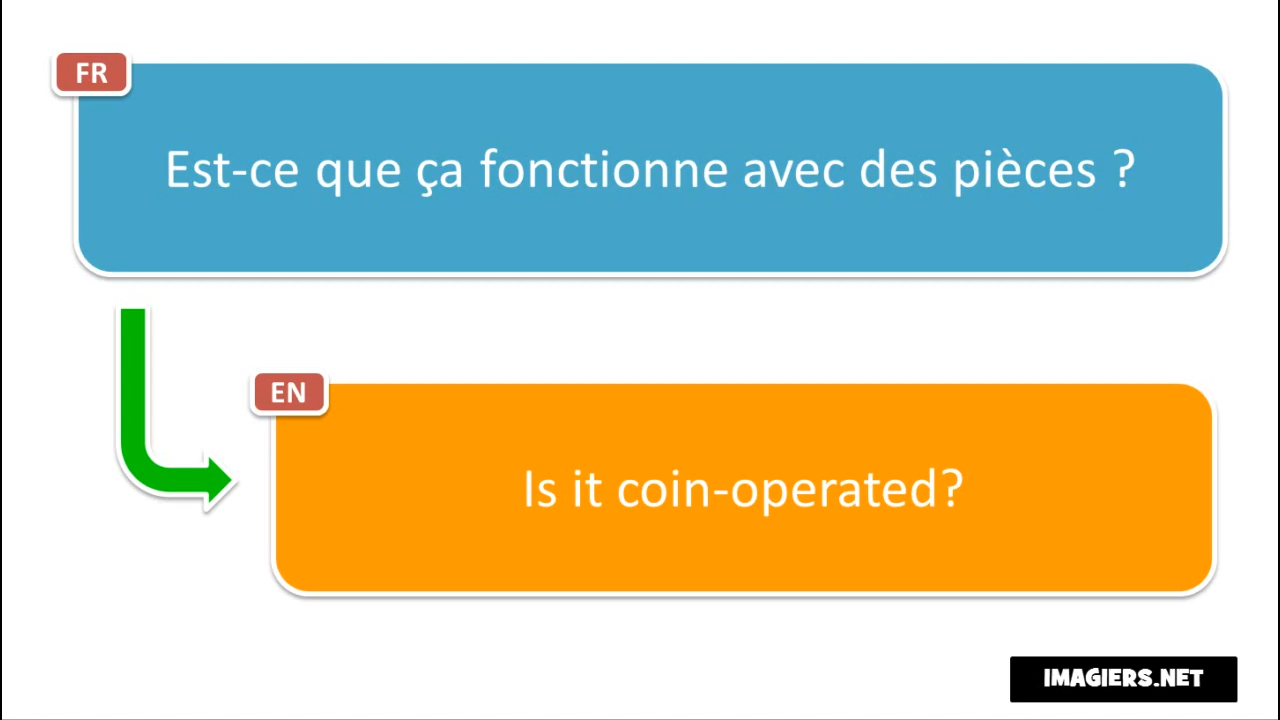 FR
Est-ce que ça fonctionne avec des pièces ?
EN
Is it coin-operated?
IMAGIERS.NET